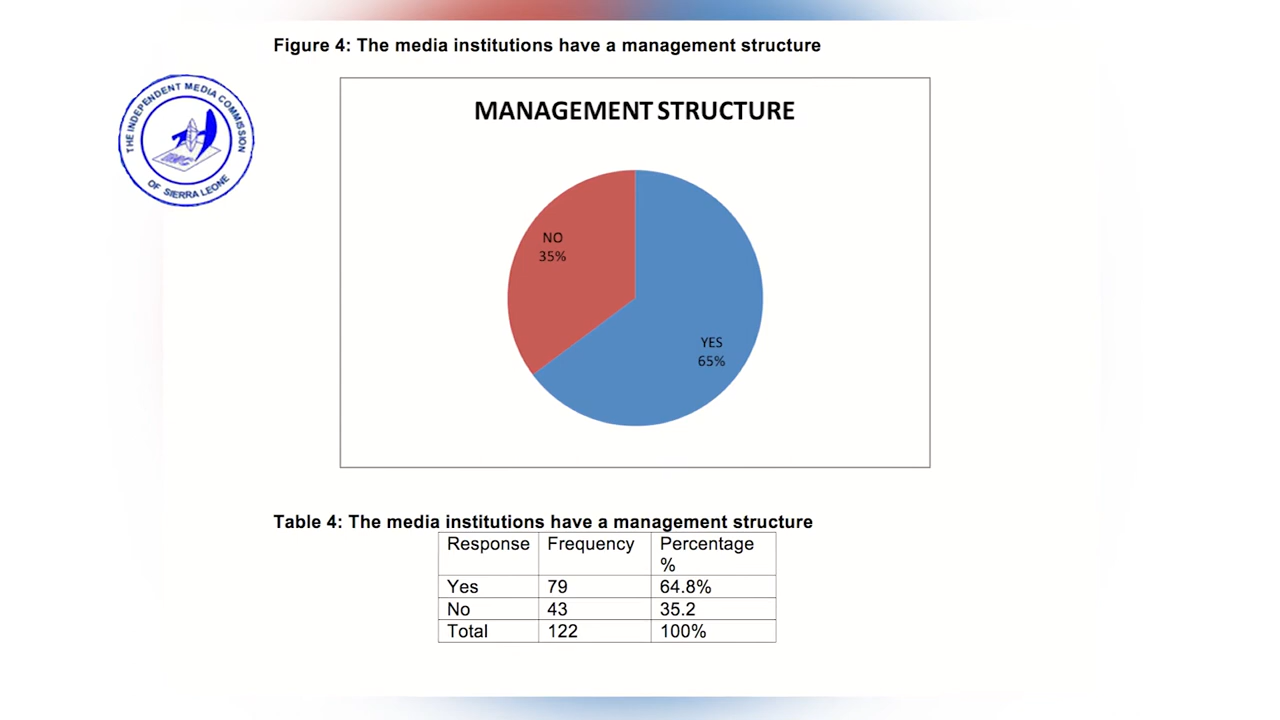 Figure 4: The media institutions have a management structure
THE INDEPENDENT MEDIA COMMISSION
OF SIERRA LEONE
IMC
MANAGEMENT STRUCTURE
NO
35%
YES
65%
Table 4: The media institutions have a management structure
Response Frequency Percentage
%
Yes 79 64.8%
No 43 35.2
Total 122 100%